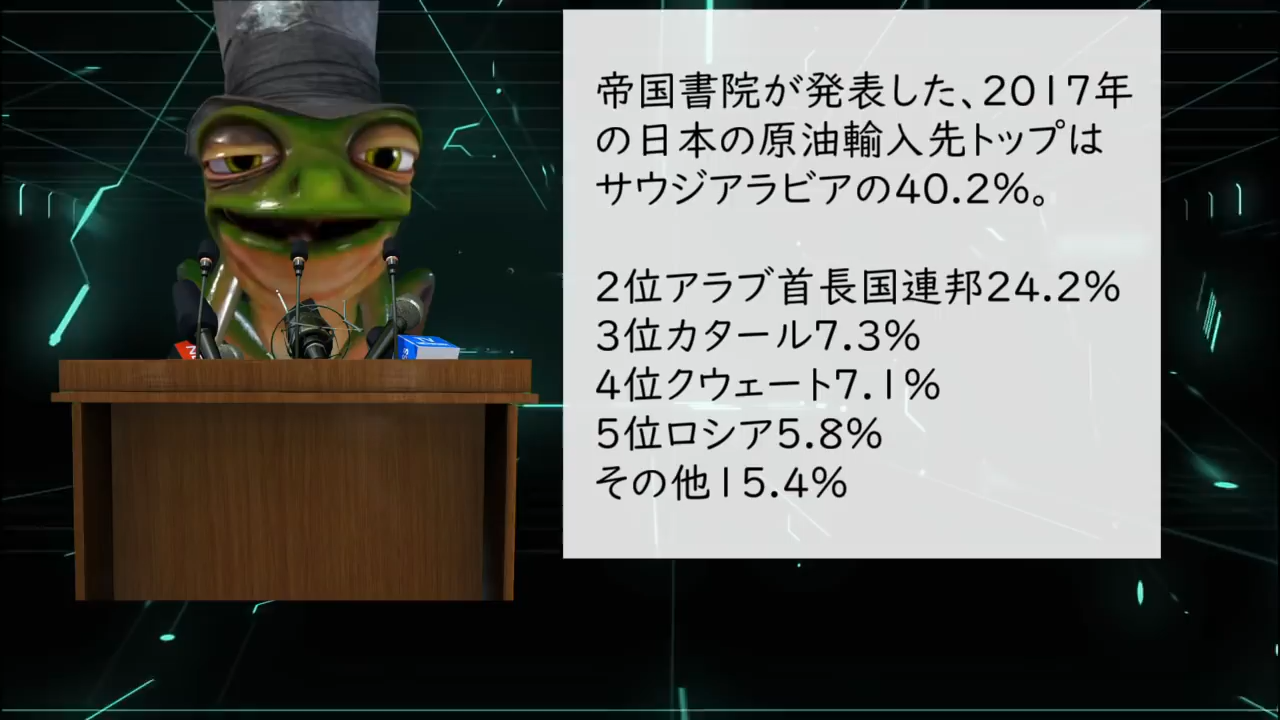 帝国書院が発表した、2017年
の日本の原油輸入先トップは
サウジアラビアの40.2%。
2位アラブ首長国連邦24.2%
3位カタール7.3%
4位クウェート7.1%
5位ロシア5.8%
その他15.4%